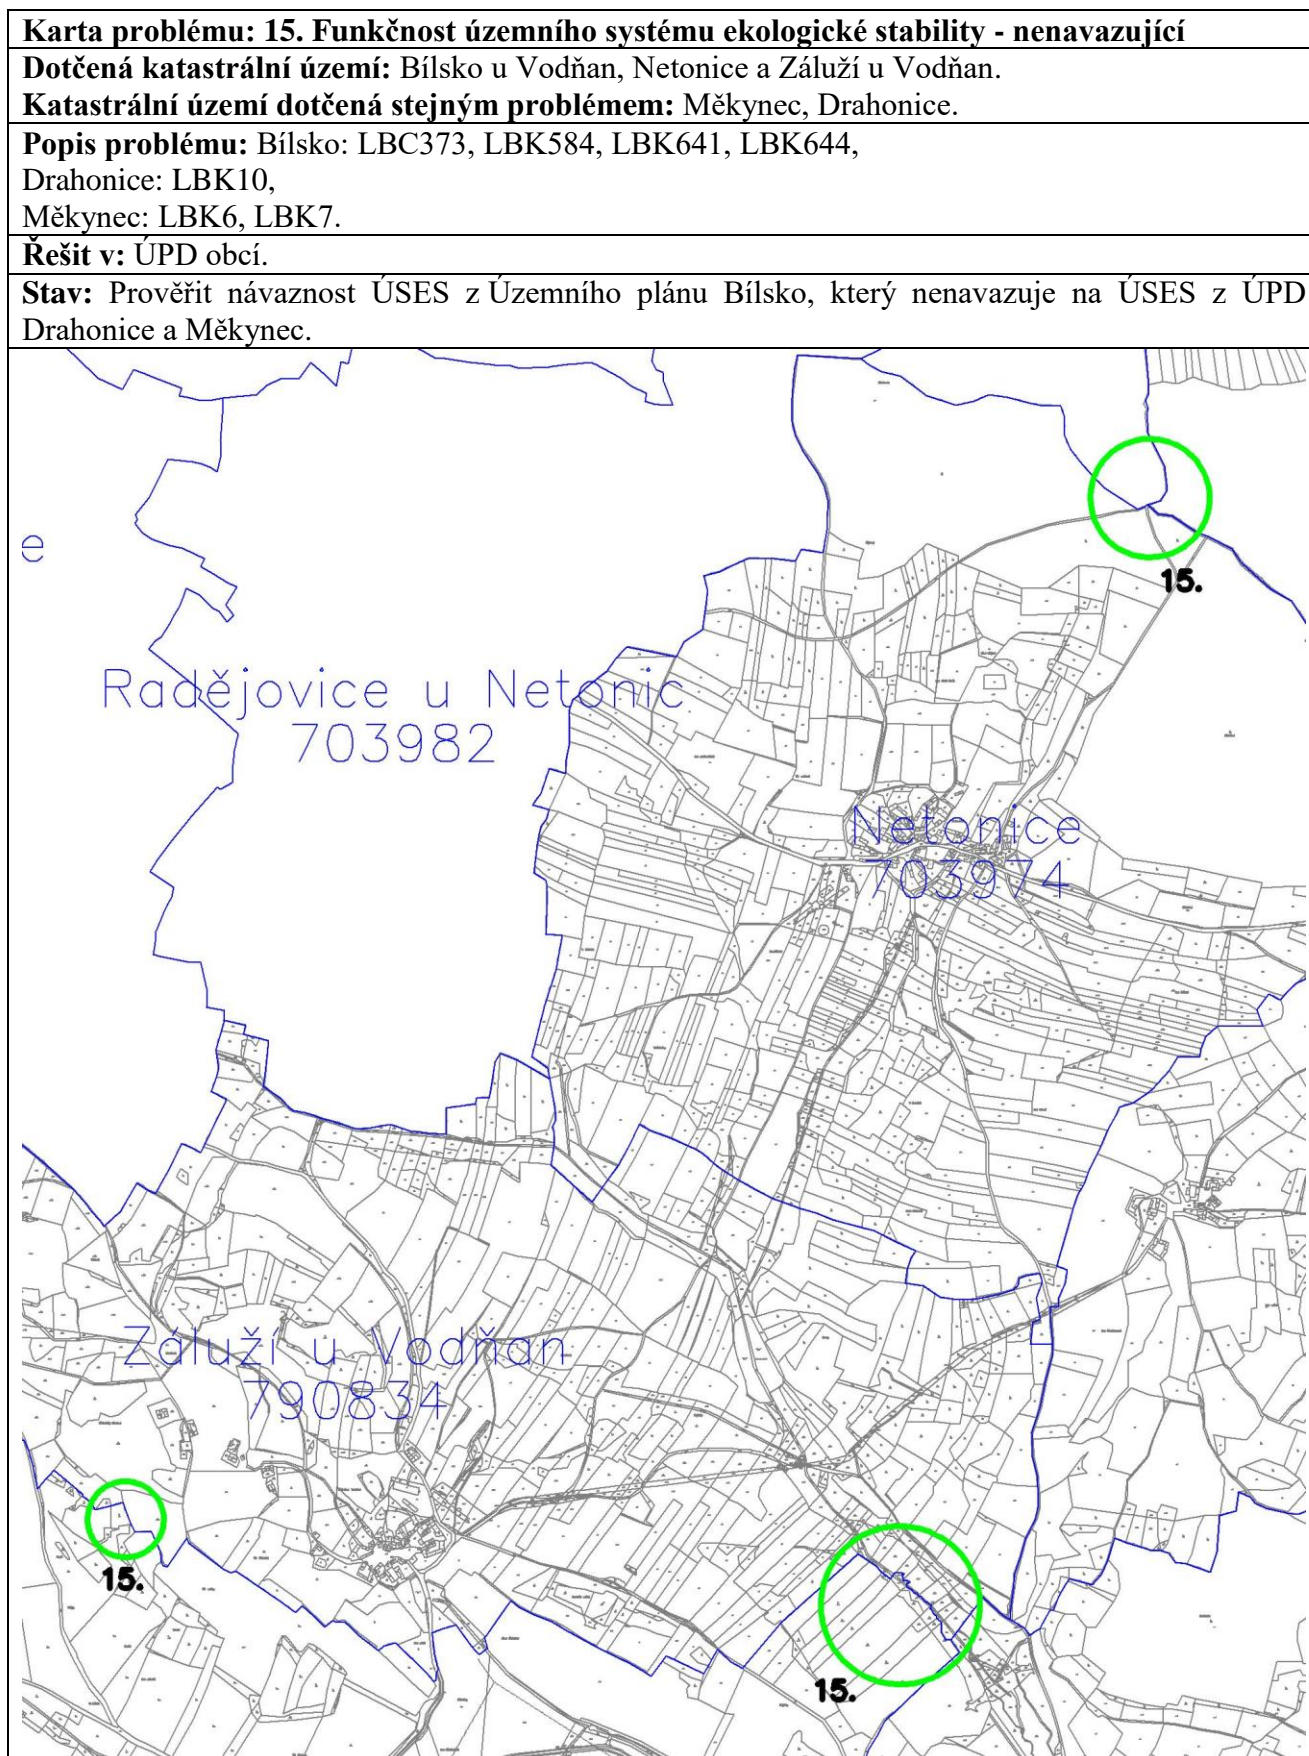 Karta problému: 15. Funkčnost územního systému ekologické stability - nenavazující
Dotčená katastrální území: Bílsko u Vodňan, Netonice a Záluží u Vodňan.
Katastrální území dotčená stejným problémem: Měkynec, Drahonice.
Popis problému: Bílsko: LBC373, LBK584, LBK641, LBK644,
Drahonice: LBK10,
Měkynec: LBK6, LBK7.
Řešit v: ÚPD obcí.
Stav: Prověřit návaznost ÚSES z Územního plánu Bílsko, který nenavazuje na ÚSES z ÚPD
Drahonice a Měkynec.
15.
e
Radějovice u Netonic
703982
Netonice
703974
Záluží u Vodňan
790834
15.
15.